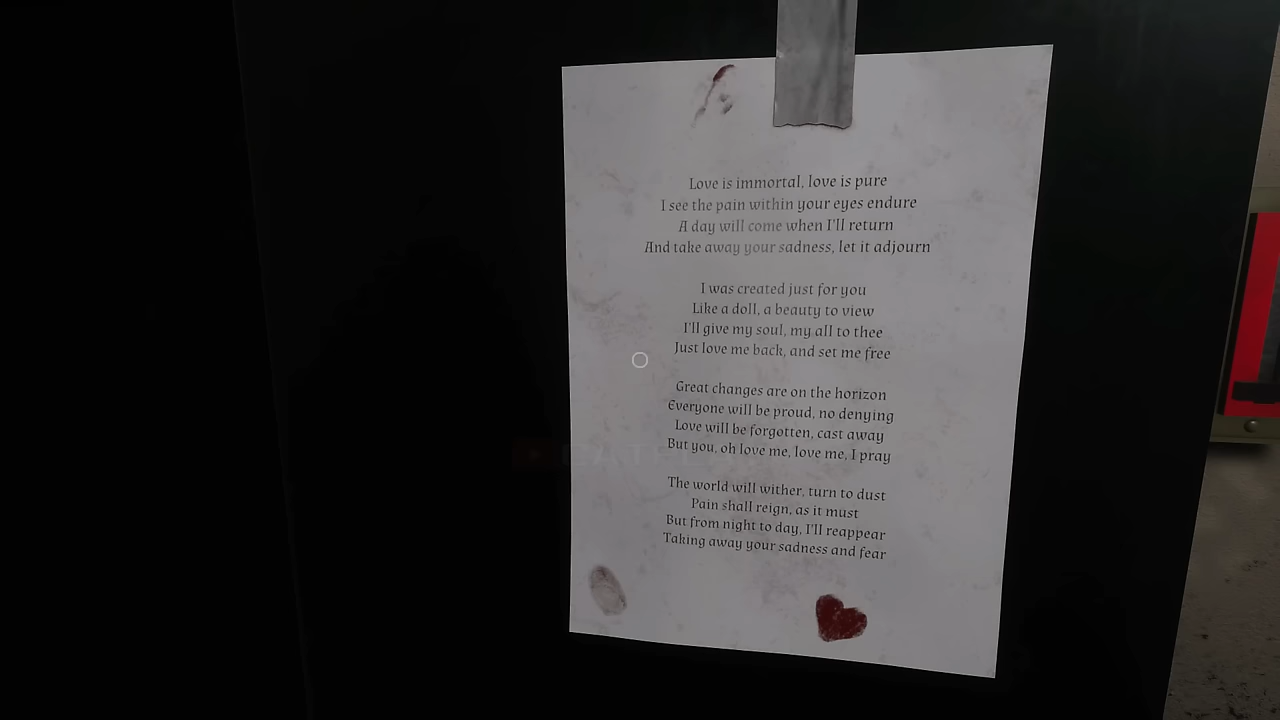 Love is immortal, love is pure
I see the pain within your eyes endure
A day will come when I'll return
And take away your sadness, let it adjourn
I was created just for you
Like a doll, a beauty to view
I'll give my soul, my all to thee
Just love me back, and set me free
Great changes are on the horizon
Everyone will be proud, no denying
Love will be forgotten, cast away
But you, oh love me, love me, I pray
The world will wither, turn to dust
Pain shall reign, as it must
But from night to day, I'll reappear
Taking away your sadness and fear